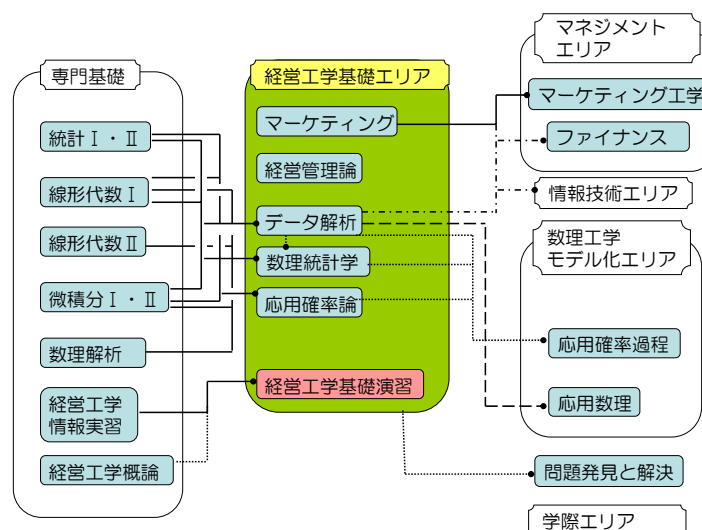 専門基礎
統計Ⅰ・Ⅱ
線形代数Ⅰ
線形代数Ⅱ
微積分Ⅰ・Ⅱ
数理解析
経営工学
情報実習
経営工学概論
経営工学基礎エリア
マーケティング
経営管理論
データ解析
数理統計学
応用確率論
経営工学基礎演習
マネジメント
エリア
マーケティング工学
ファイナンス
情報技術エリア
数理工学
モデル化エリア
応用確率過程
応用数理
問題発見と解決
学際エリア